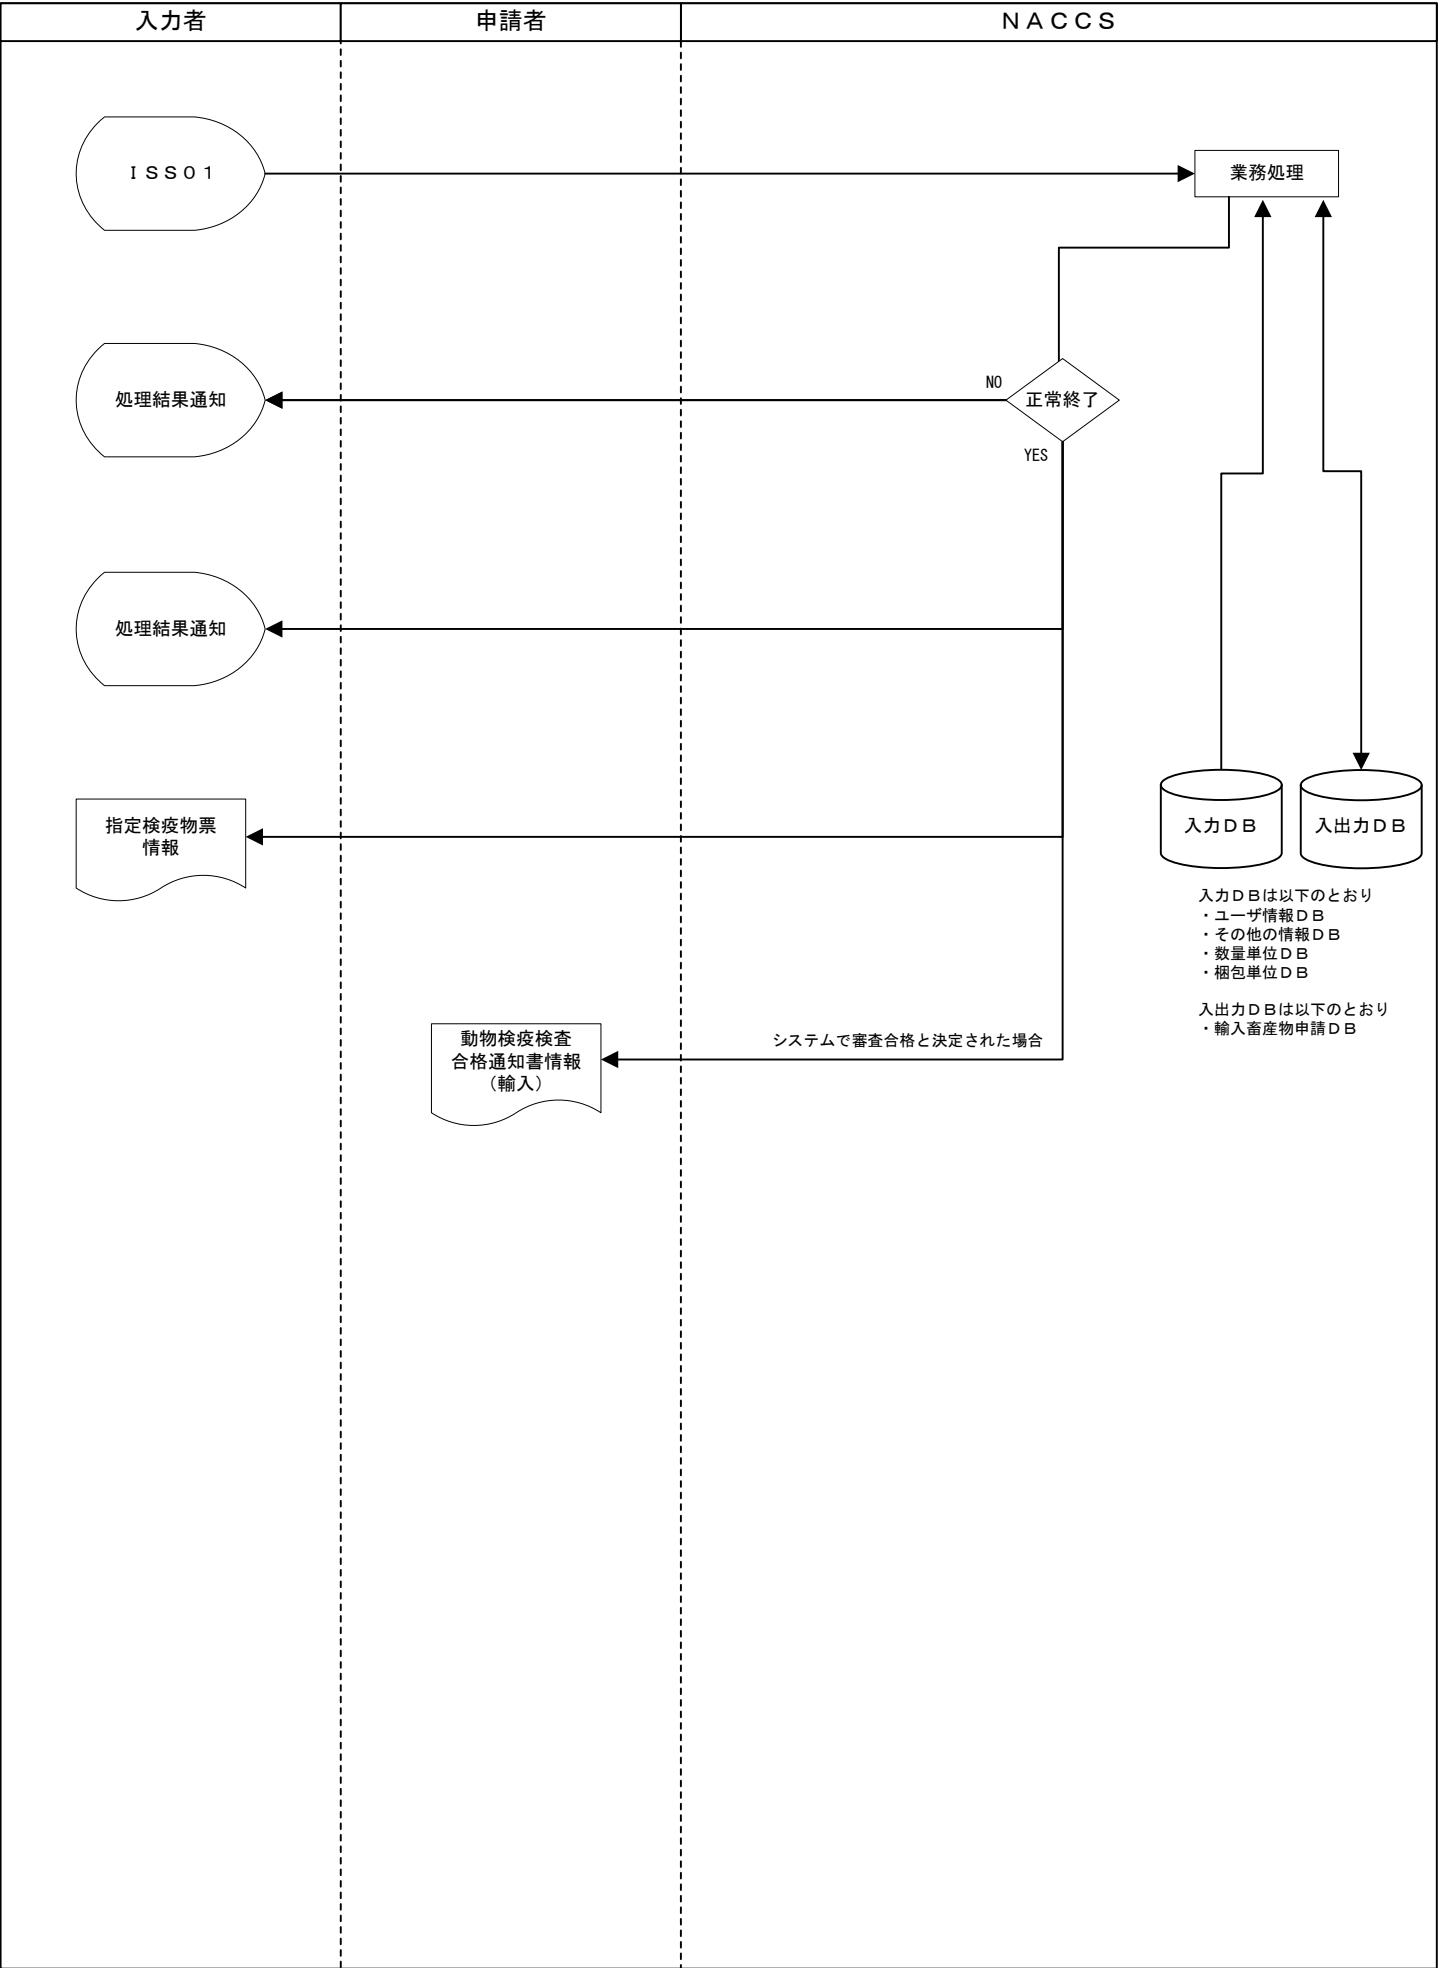 入力者
申請者
ＮＡＣＣＳ
ＩＳＳ０１
業務処理
処理結果通知
NO
正常終了
YES
処理結果通知
指定検疫物票
情報
入力ＤＢ
入出力ＤＢ
入力ＤＢは以下のとおり
・ユーザ情報ＤＢ
・その他の情報ＤＢ
・数量単位ＤＢ
・梱包単位ＤＢ
入出力ＤＢは以下のとおり
・輸入畜産物申請ＤＢ
動物検疫検査
合格通知書情報
（輸入）
システムで審査合格と決定された場合